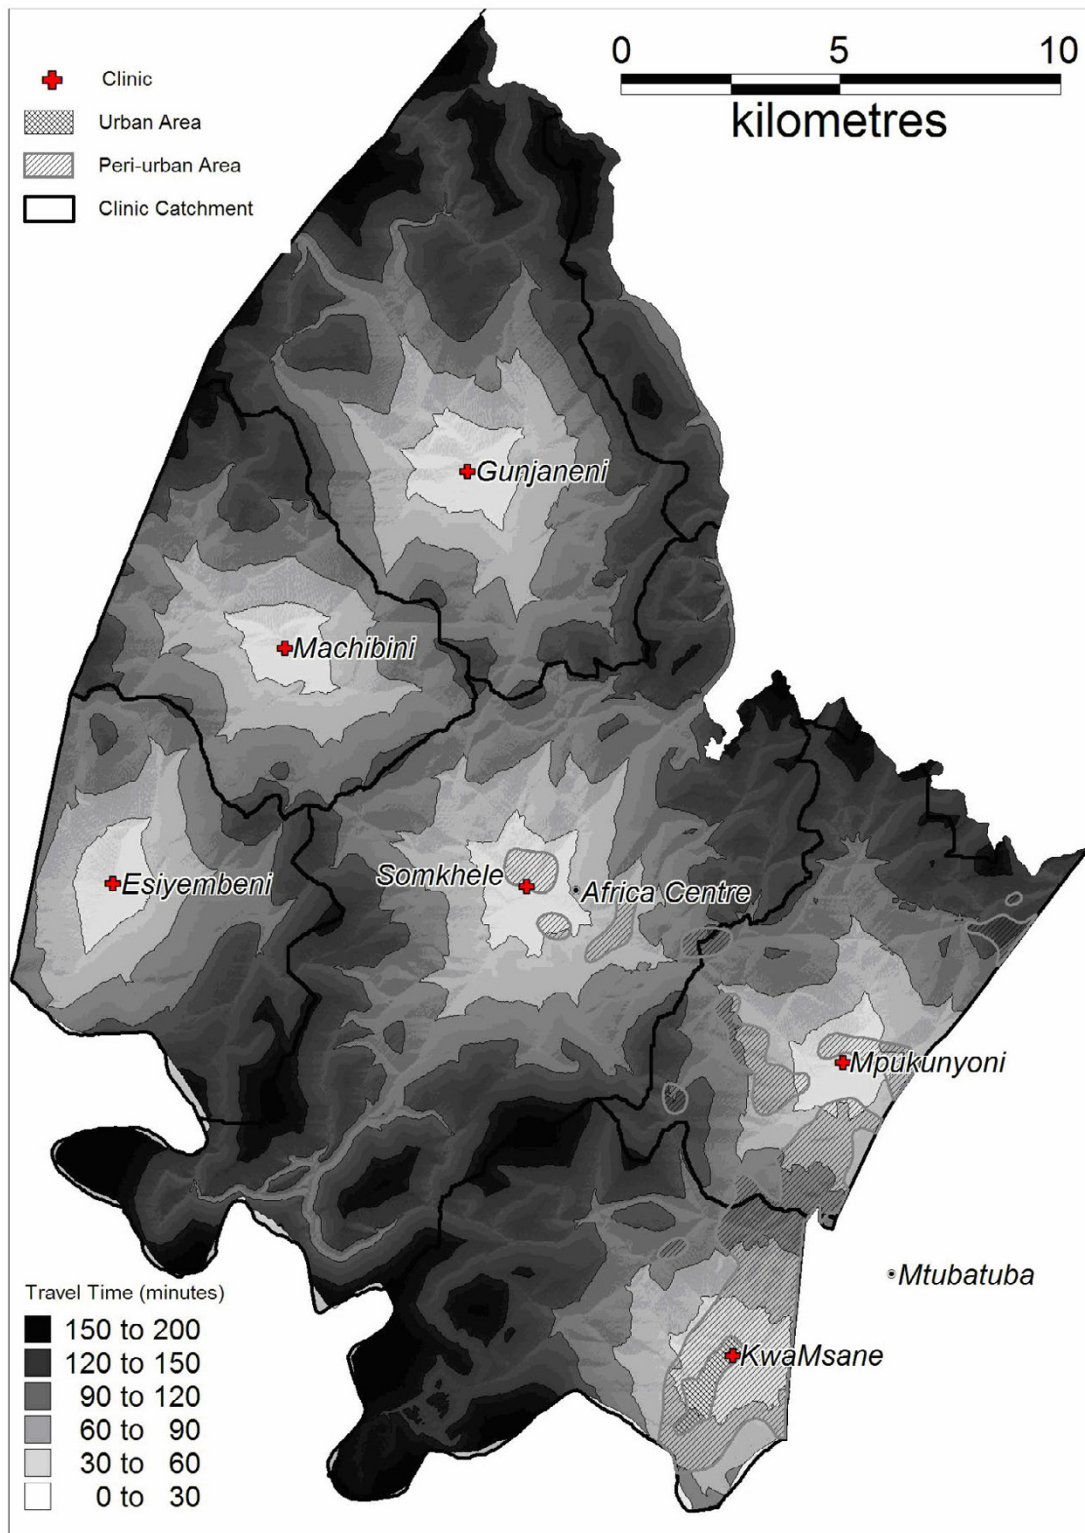 0 5 10
kilometres
Clinic
Urban Area
Peri-urban Area
Clinic Catchment
Gunjaneni
Machibini
Somkhele
Africa Centre
Esiyembeni
Mpukunyoni
Mtubatuba
KwaMsane
Travel Time (minutes)
150 to 200
120 to 150
90 to 120
60 to 90
30 to 60
0 to 30